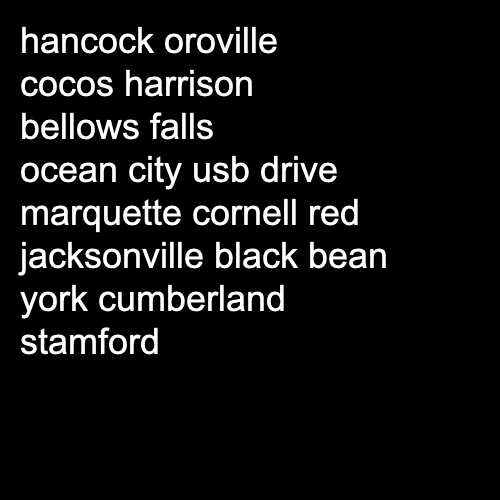 hancock oroville
cocos harrison
bellows falls
ocean city usb drive
marquette cornell red
jacksonville black bean
york cumberland
stamford